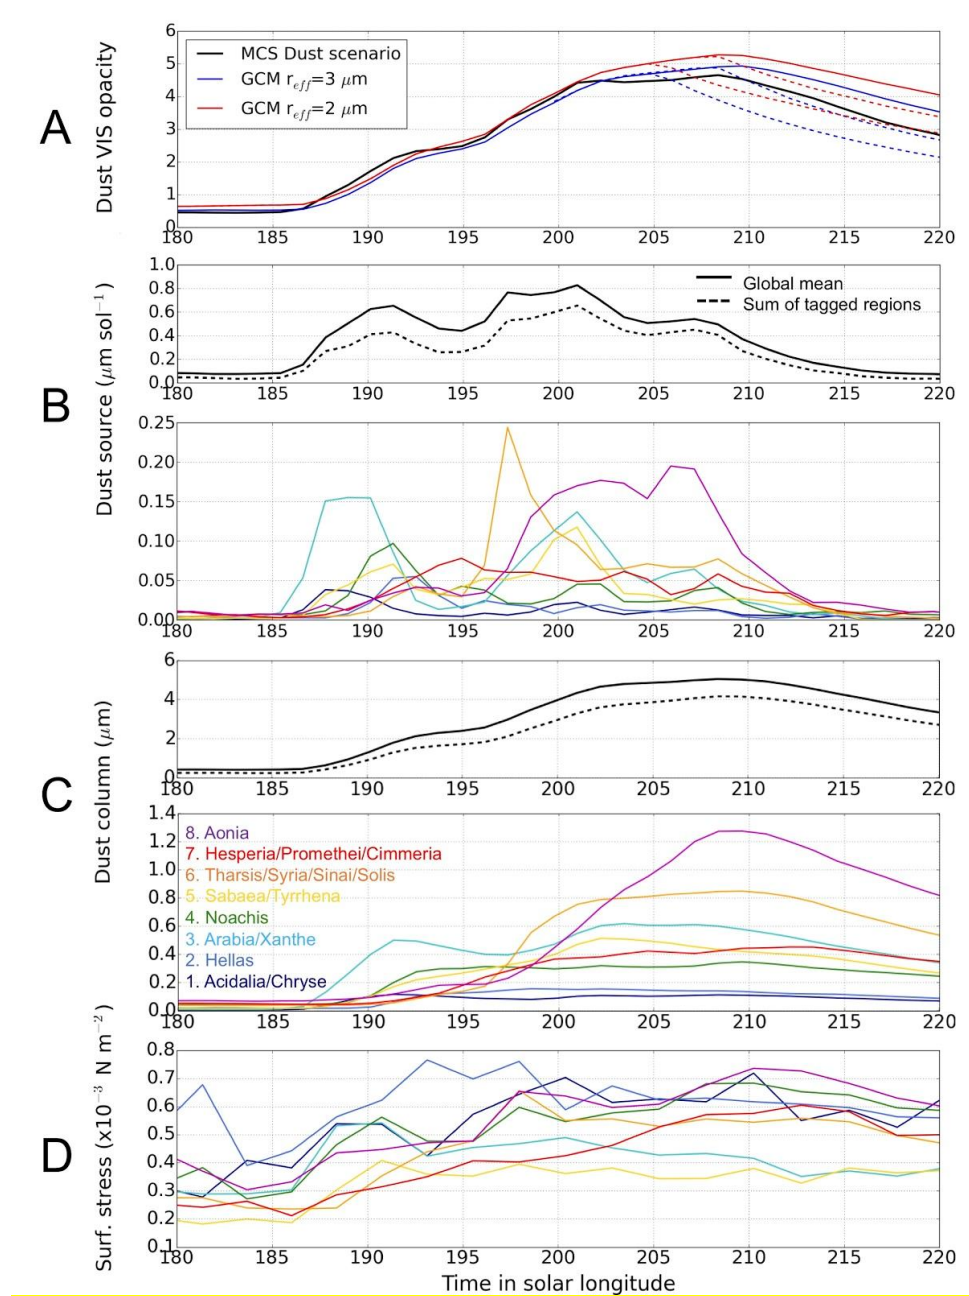 A
Dust VIS opacity
6
5
4
3
2
1
0
MCS Dust scenario
GCM r_eff=3 μm
GCM r_eff=2 μm
180 185 190 195 200 205 210 215 220
B
Dust source (μm sol⁻¹)
1.0
0.8
0.6
0.4
0.2
0.0
Global mean
Sum of tagged regions
180 185 190 195 200 205 210 215 220
0.25
0.20
0.15
0.10
0.05
0.00
180 185 190 195 200 205 210 215 220
C
Dust column (μm)
6
4
2
0
180 185 190 195 200 205 210 215 220
1.4
1.2
1.0
0.8
0.6
0.4
0.2
0.0
8. Aonia
7. Hesperia/Promethei/Cimmeria
6. Tharsis/Syria/Sinai/Solis
5. Sabaea/Tyrrhena
4. Noachis
3. Arabia/Xanthe
2. Hellas
1. Acidalia/Chryse
180 185 190 195 200 205 210 215 220
D
Surf. stress (x10⁻³ N m⁻²)
0.8
0.7
0.6
0.5
0.4
0.3
0.2
0.1
180 185 190 195 200 205 210 215 220
Time in solar longitude